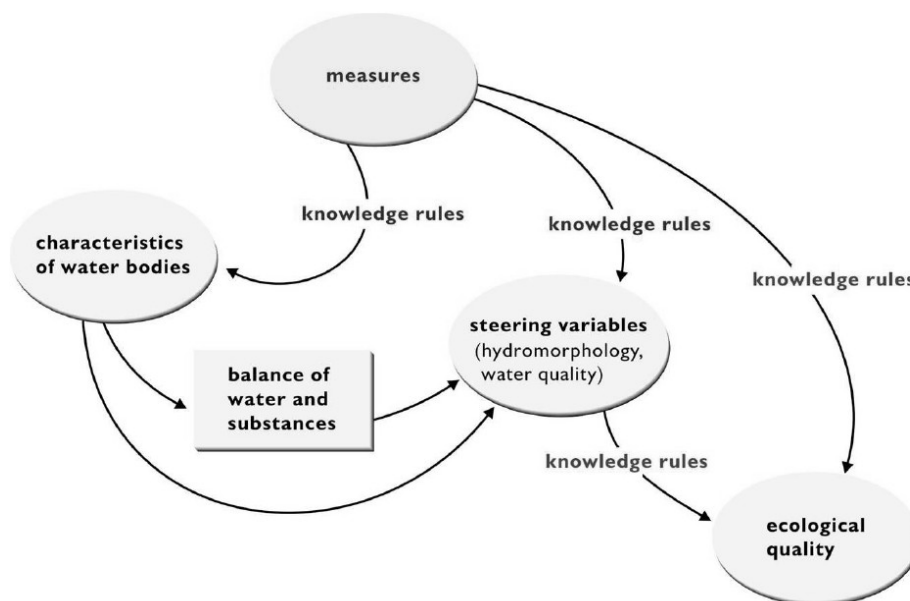 measures
knowledge rules
knowledge rules
knowledge rules
characteristics
of water bodies
steering variables
(hydromorphology,
water quality)
balance of
water and
substances
knowledge rules
ecological
quality